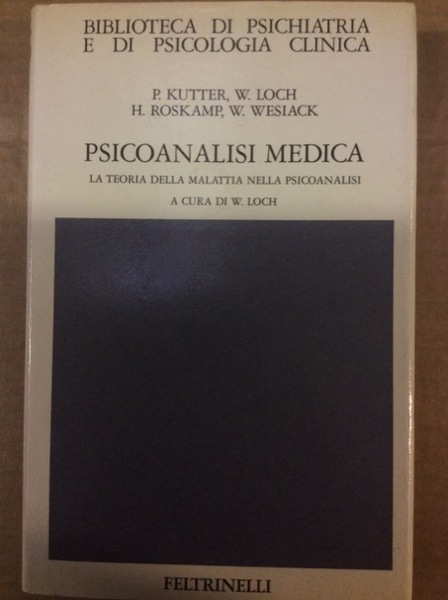 BIBLIOTECA DI PSICHIATRIA
E DI PSICOLOGIA CLINICA
P. KUTTER, W. LOCH
H. ROSKAMP, W. WESIACK
PSICOANALISI MEDICA
LA TEORIA DELLA MALATTIA NELLA PSICOANALISI
A CURA DI W. LOCH
FELTRINELLI